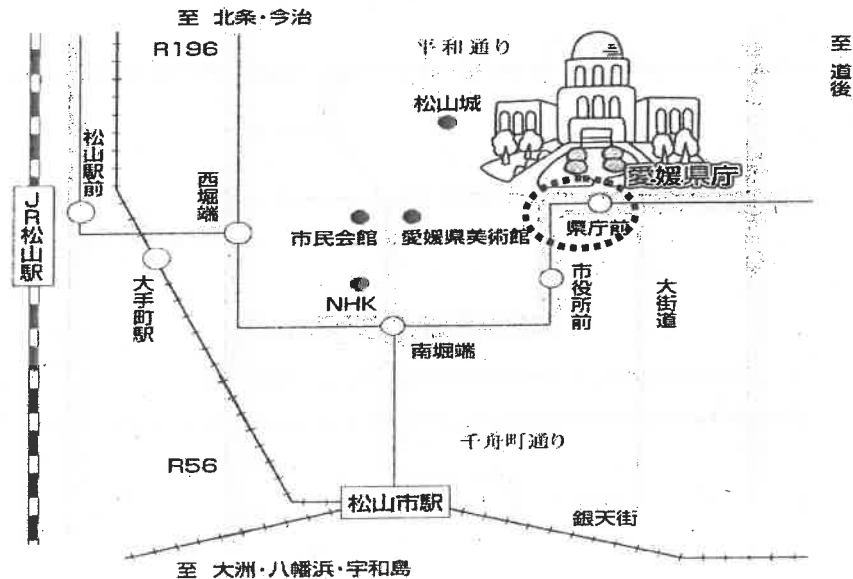 至 北条・今治
R196
平和通り
至 道後
松山城
松山駅前
西堀端
愛媛県庁
JR松山駅
市民会館
愛媛県美術館
県庁前
大手町駅
NHK
市役所前
大街道
南堀端
千舟町通り
R56
松山市駅
銀天街
至 大洲・八幡浜・宇和島